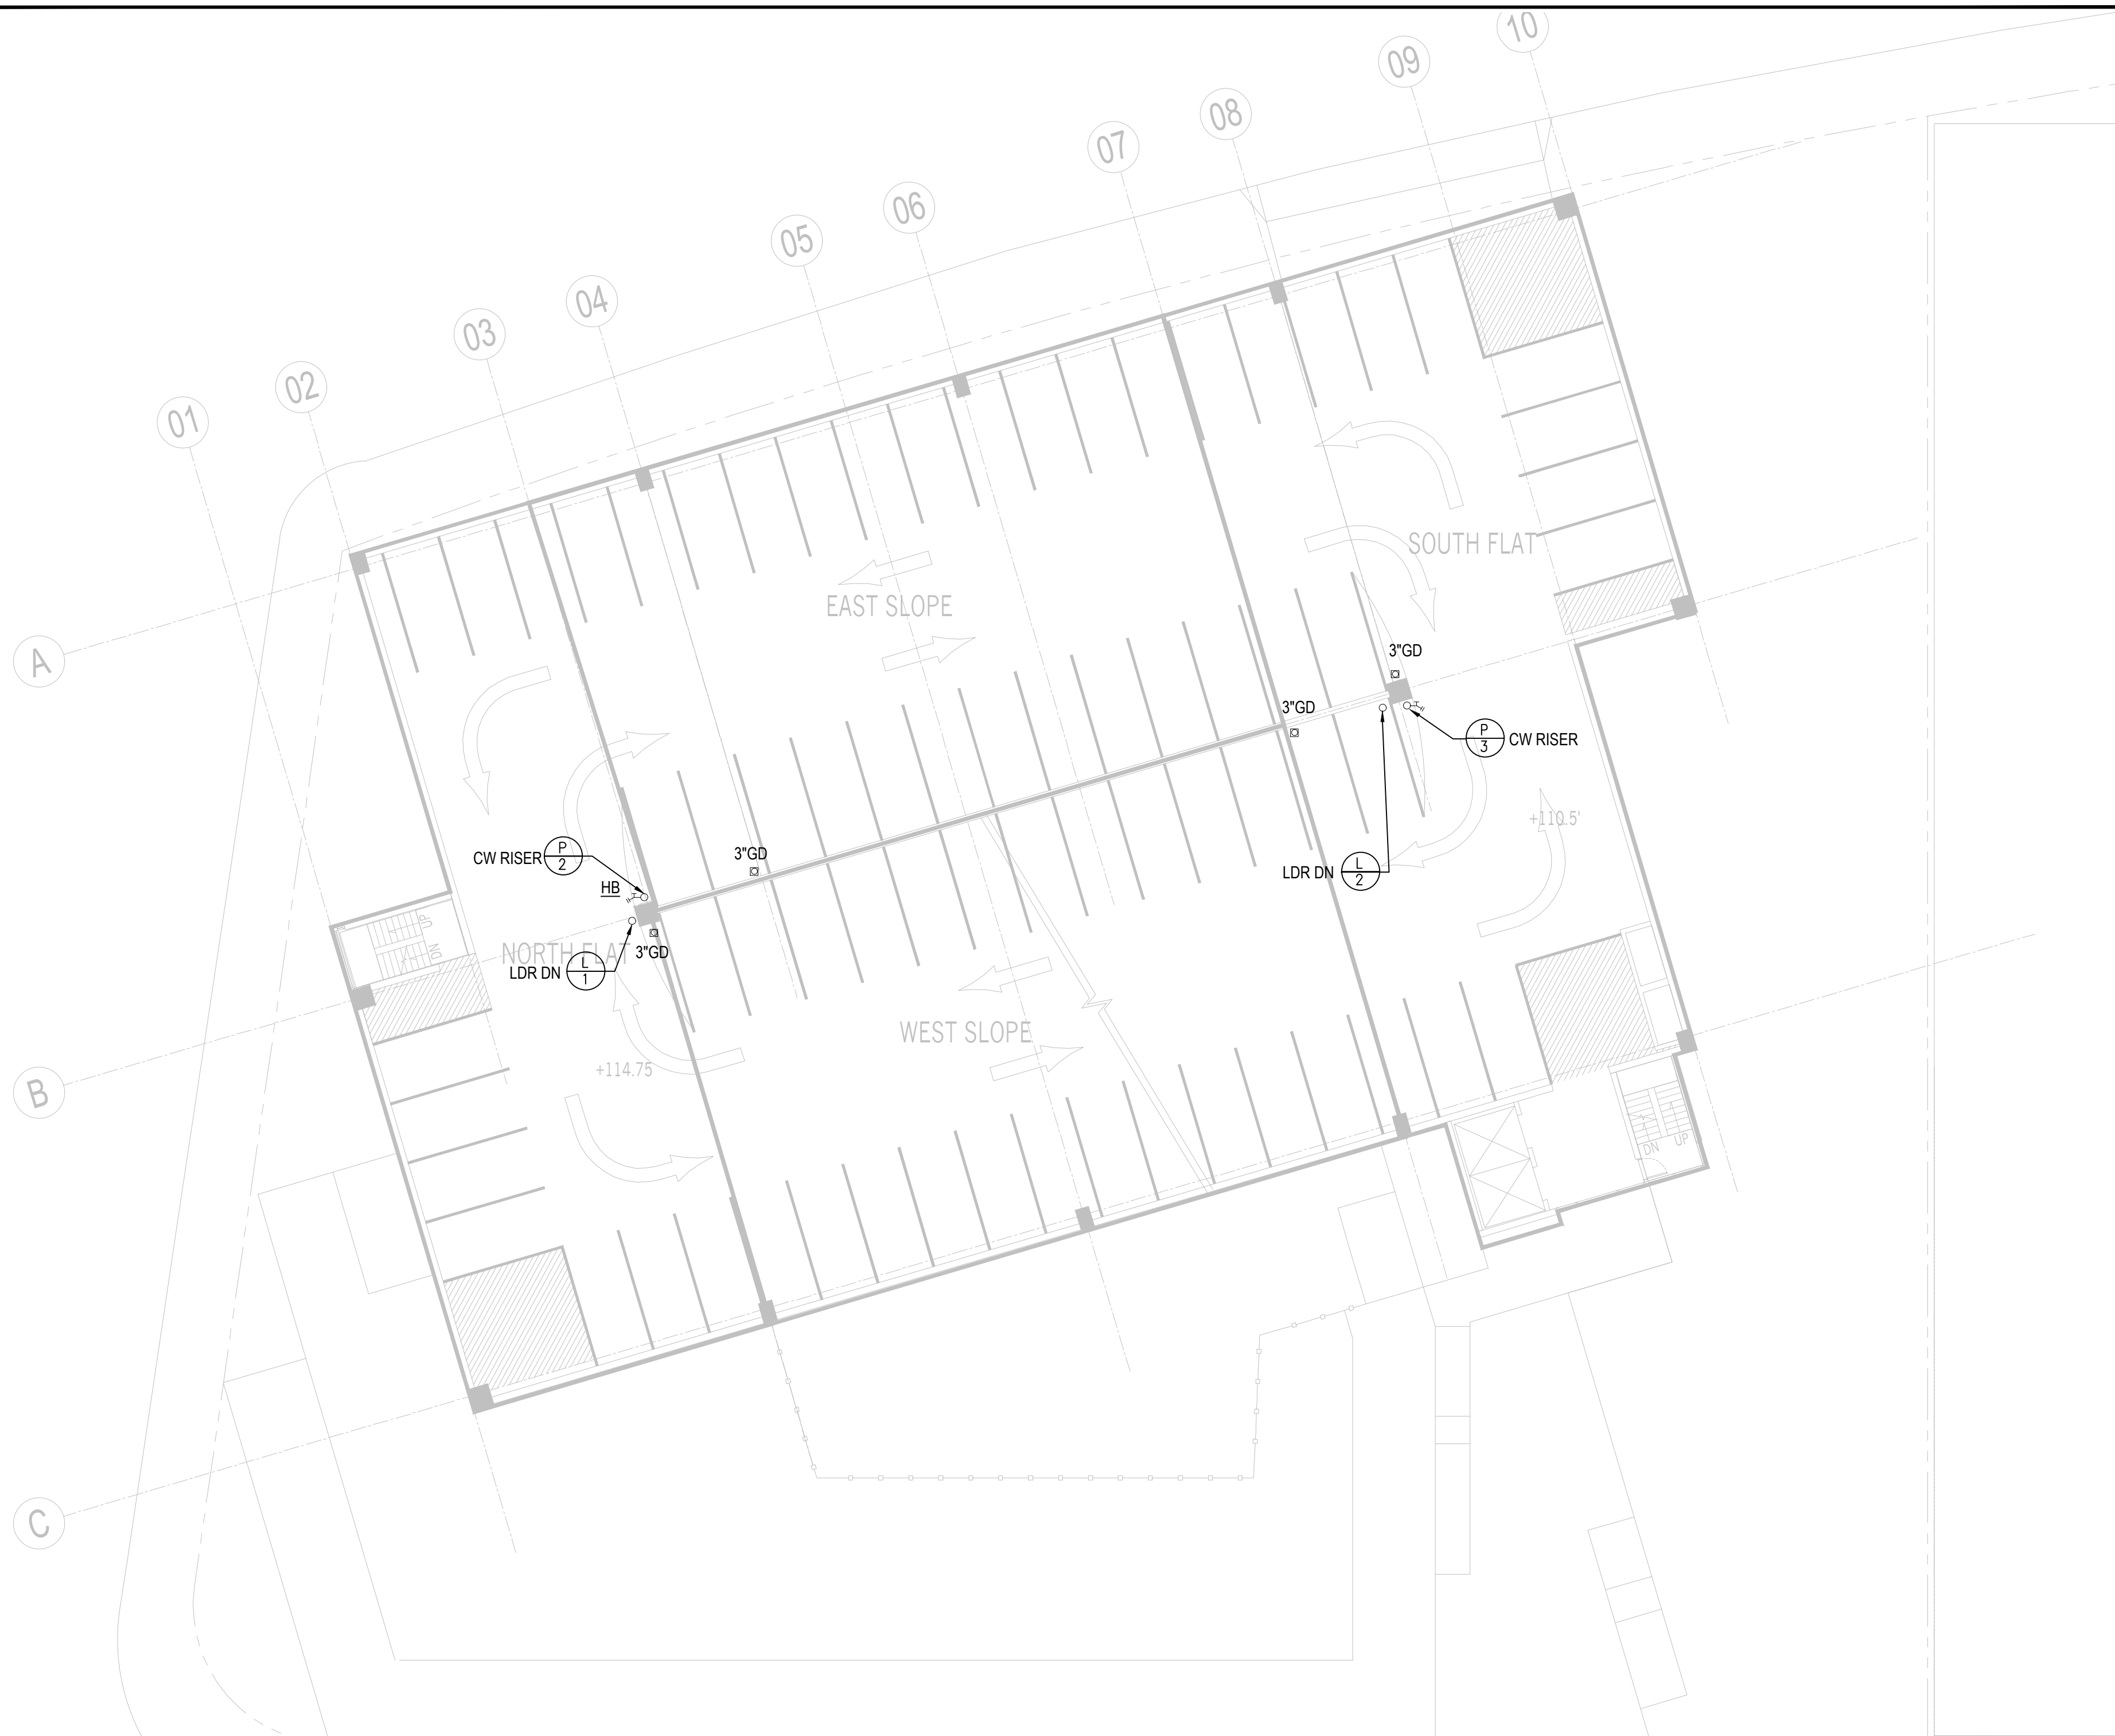 10
09
08
07
06
05
04
03
02
01
A
B
C
EAST SLOPE
SOUTH FLAT
3"GD
3"GD
P
3
CW RISER
+110.5'
3"GD
CW RISER
P
2
HB
LDR DN
L
2
UP
DN
NORTH FLAT
3"GD
LDR DN
L
1
WEST SLOPE
+114.75
DN
UP